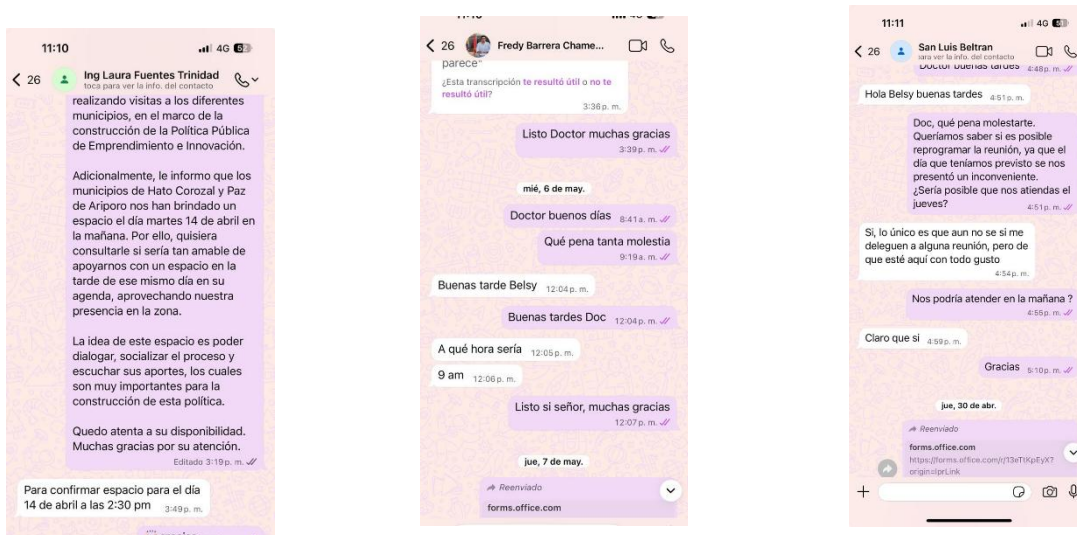 11:10
4G
26
Ing Laura Fuentes Trinidad
toca para ver la info. del contacto
realizando visitas a los diferentes
municipios, en el marco de la
construcción de la Política Pública
de Emprendimiento e Innovación.
Adicionalmente, le informo que los
municipios de Hato Corozal y Paz
de Ariporo nos han brindado un
espacio el día martes 14 de abril en
la mañana. Por ello, quisiera
consultarle si sería tan amable de
apoyarnos con un espacio en la
tarde de ese mismo día en su
agenda, aprovechando nuestra
presencia en la zona.
La idea de este espacio es poder
dialogar, socializar el proceso y
escuchar sus aportes, los cuales
son muy importantes para la
construcción de esta política.
Quedo atenta a su disponibilidad.
Muchas gracias por su atención.
Editado 3:19 p. m.
Para confirmar espacio para el día
14 de abril a las 2:30 pm 3:49 p. m.
26
Fredy Barrera Chame...
parece"
¿Esta transcripción te resultó útil o no te
resultó útil?
3:36 p. m.
Listo Doctor muchas gracias
3:39 p. m.
mié, 6 de may.
Doctor buenos días 8:41 a. m.
Qué pena tanta molestia
9:19 a. m.
Buenas tarde Belsy 12:04 p. m.
Buenas tardes Doc 12:04 p. m.
A qué hora sería 12:05 p. m.
9 am 12:06 p. m.
Listo si señor, muchas gracias
12:07 p. m.
jue, 7 de may.
Reenviado
forms.office.com
11:11
4G
26
San Luis Beltran
para ver la info. del contacto
Doctor buenas tardes 4:48 p. m.
Hola Belsy buenas tardes 4:51 p. m.
Doc, qué pena molestarte.
Queríamos saber si es posible
reprogramar la reunión, ya que el
día que teníamos previsto se nos
presentó un inconveniente.
¿Sería posible que nos atiendas el
jueves? 4:51 p. m.
Si, lo único es que aun no se si me
deleguen a alguna reunión, pero de
que esté aquí con todo gusto
4:54 p. m.
Nos podría atender en la mañana ?
4:55 p. m.
Claro que si 4:59 p. m.
Gracias 5:10 p. m.
jue, 30 de abr.
Reenviado
forms.office.com
origin=lprLink